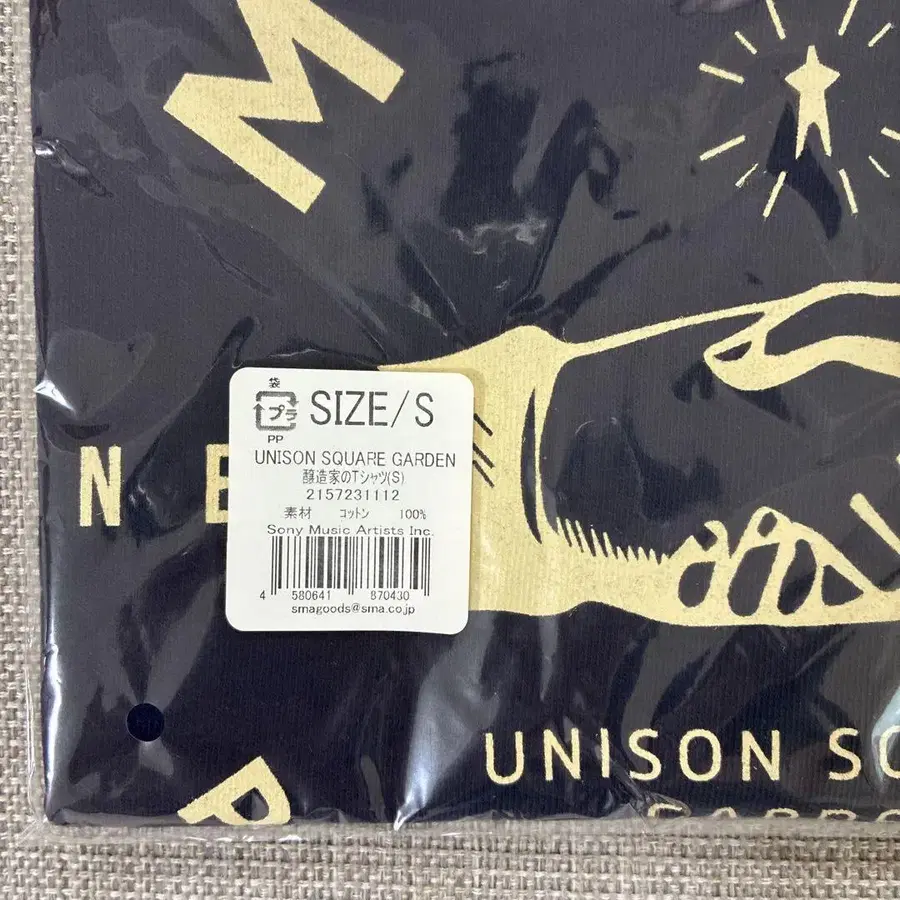 M
袋
プラ
PP
SIZE/S
UNISON SQUARE GARDEN
醸造家のTシャツ(S)
2157231112
素材 コットン 100%
Sony Music Artists Inc.
4 580641 870430
smagoods@sma.co.jp
N E
UNISON SQ
P